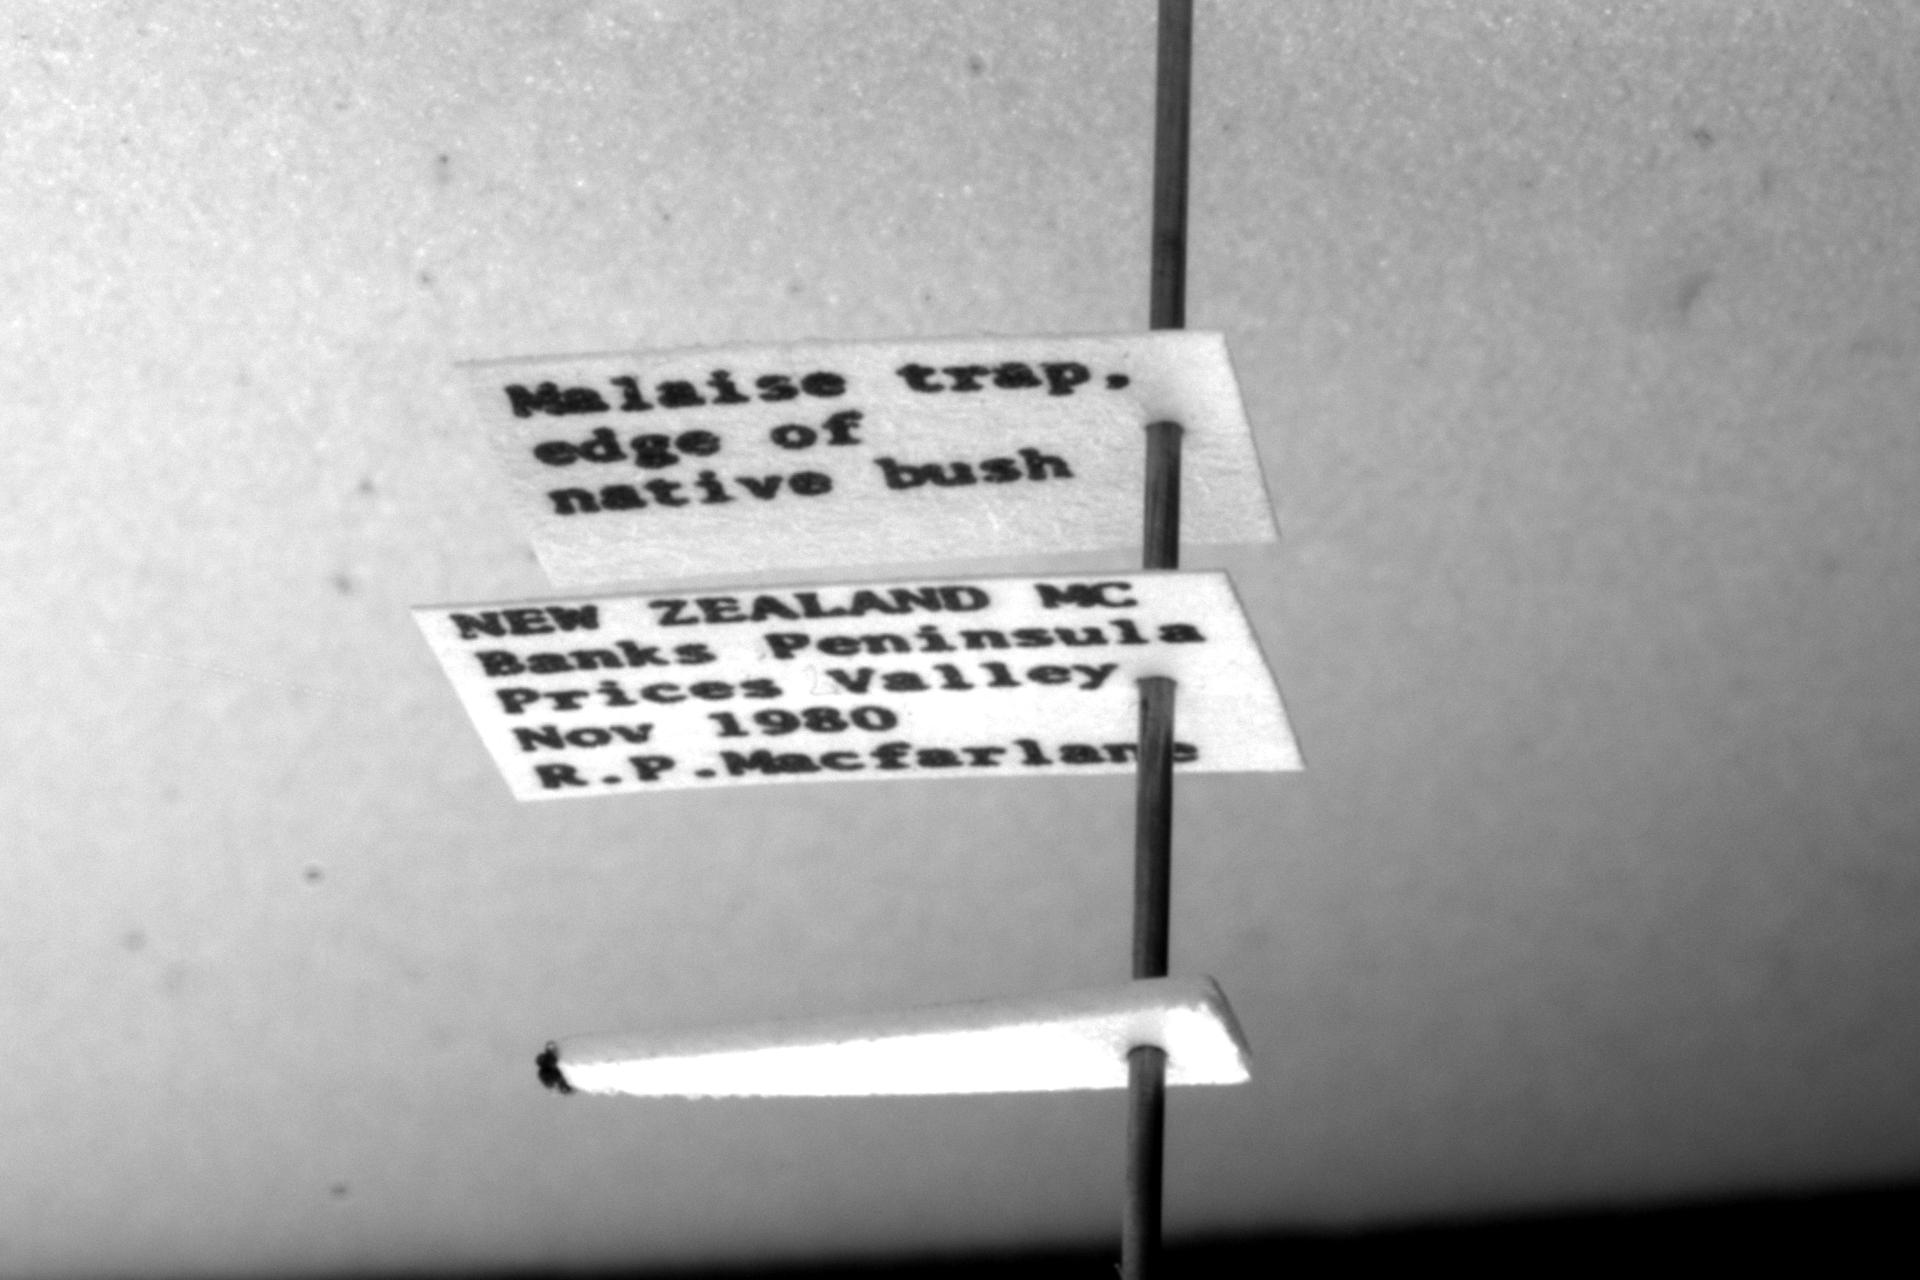 Malaise trap,
edge of
native bush
NEW ZEALAND MC
Banks Peninsula
Prices Valley
Nov 1980
R.P.Macfarlane